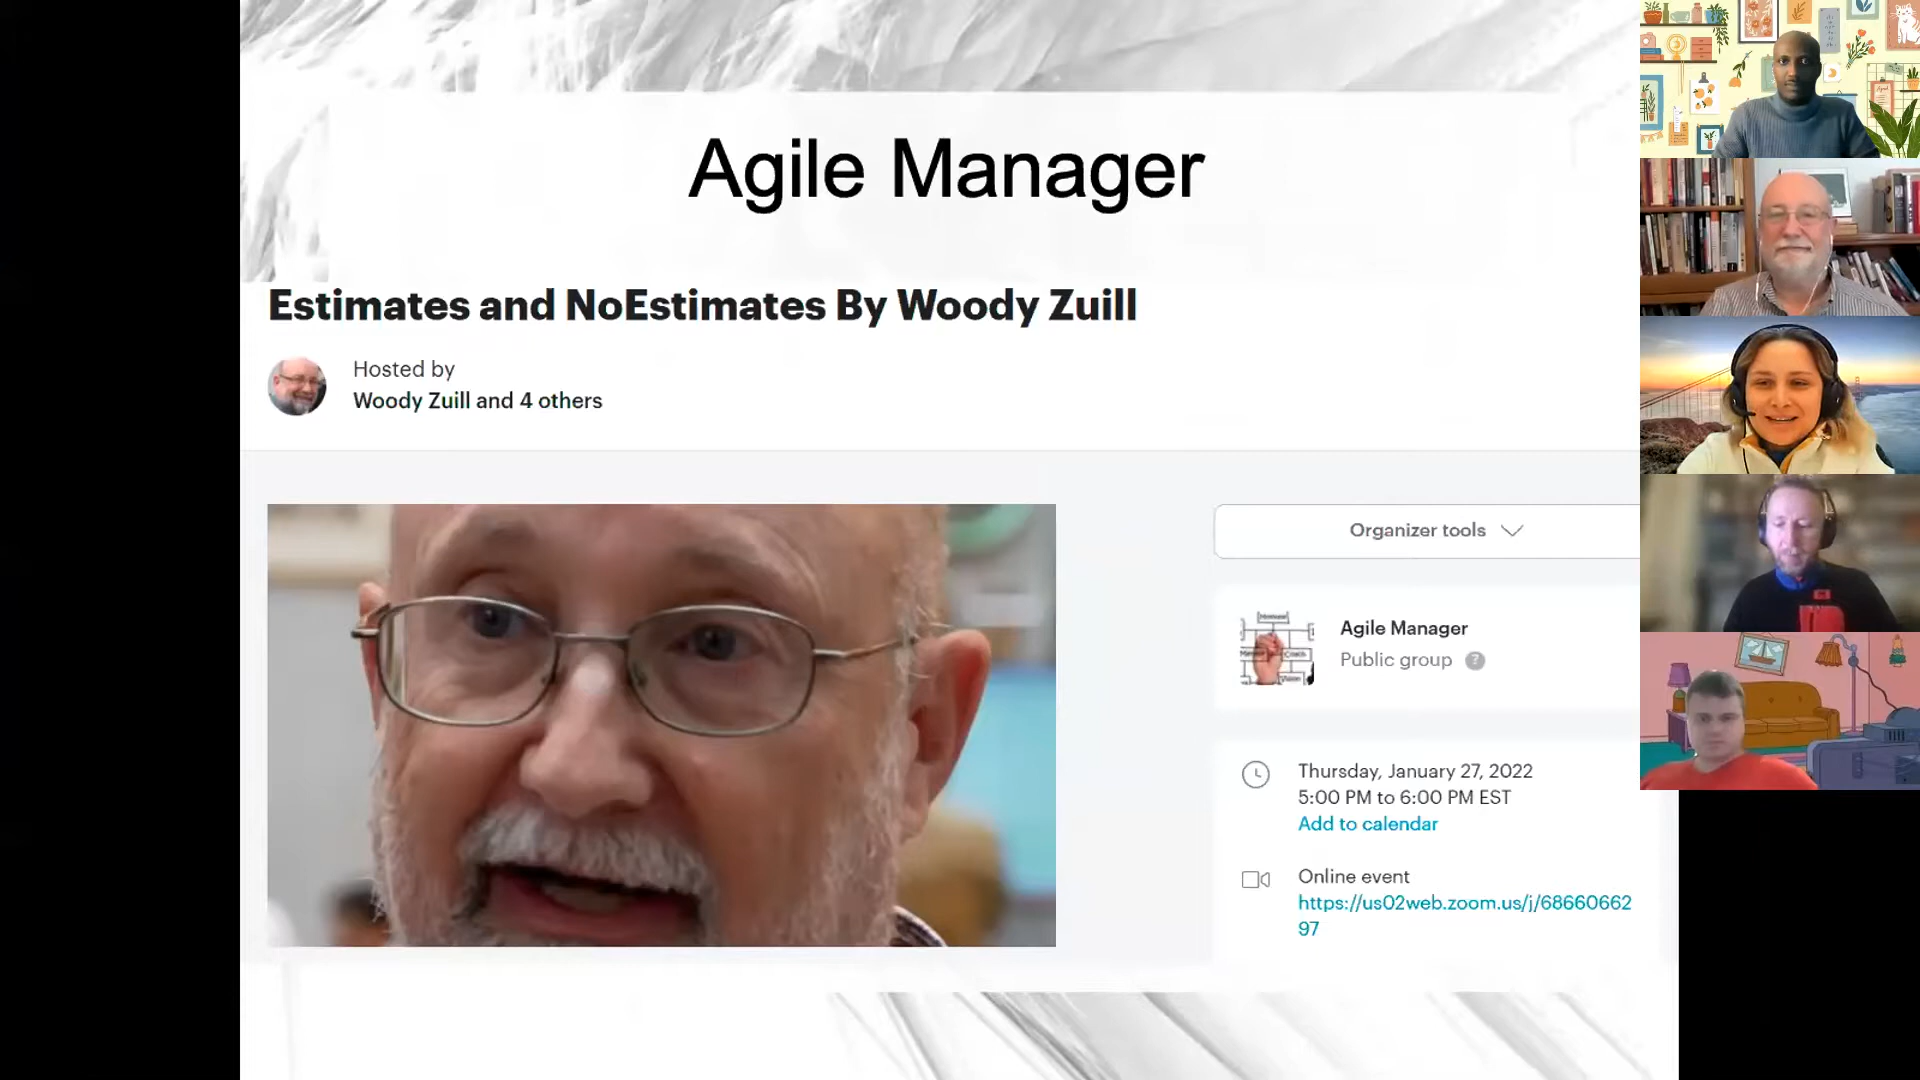 Agile Manager
Estimates and NoEstimates By Woody Zuill
Hosted by
Woody Zuill and 4 others
Organizer tools
Agile Manager
Public group ?
Thursday, January 27, 2022
5:00 PM to 6:00 PM EST
Add to calendar
Online event
https://us02web.zoom.us/j/68660662
97